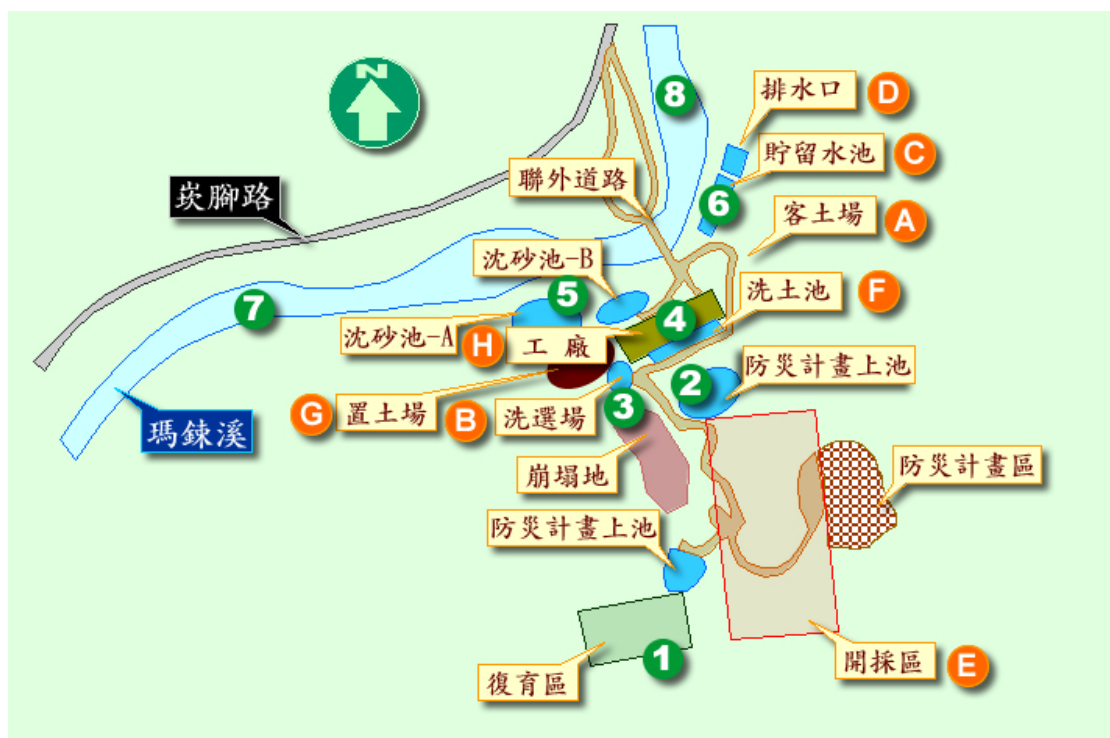 N
8
排水口 D
貯留水池 C
聯外道路
崁腳路
6
客土場 A
沈砂池-B
5
洗土池 F
7
4
沈砂池-A H
工廠
防災計畫上池
2
置土場
G
B
洗選場
3
瑪鋉溪
崩塌地
防災計畫區
防災計畫上池
1
開採區 E
復育區